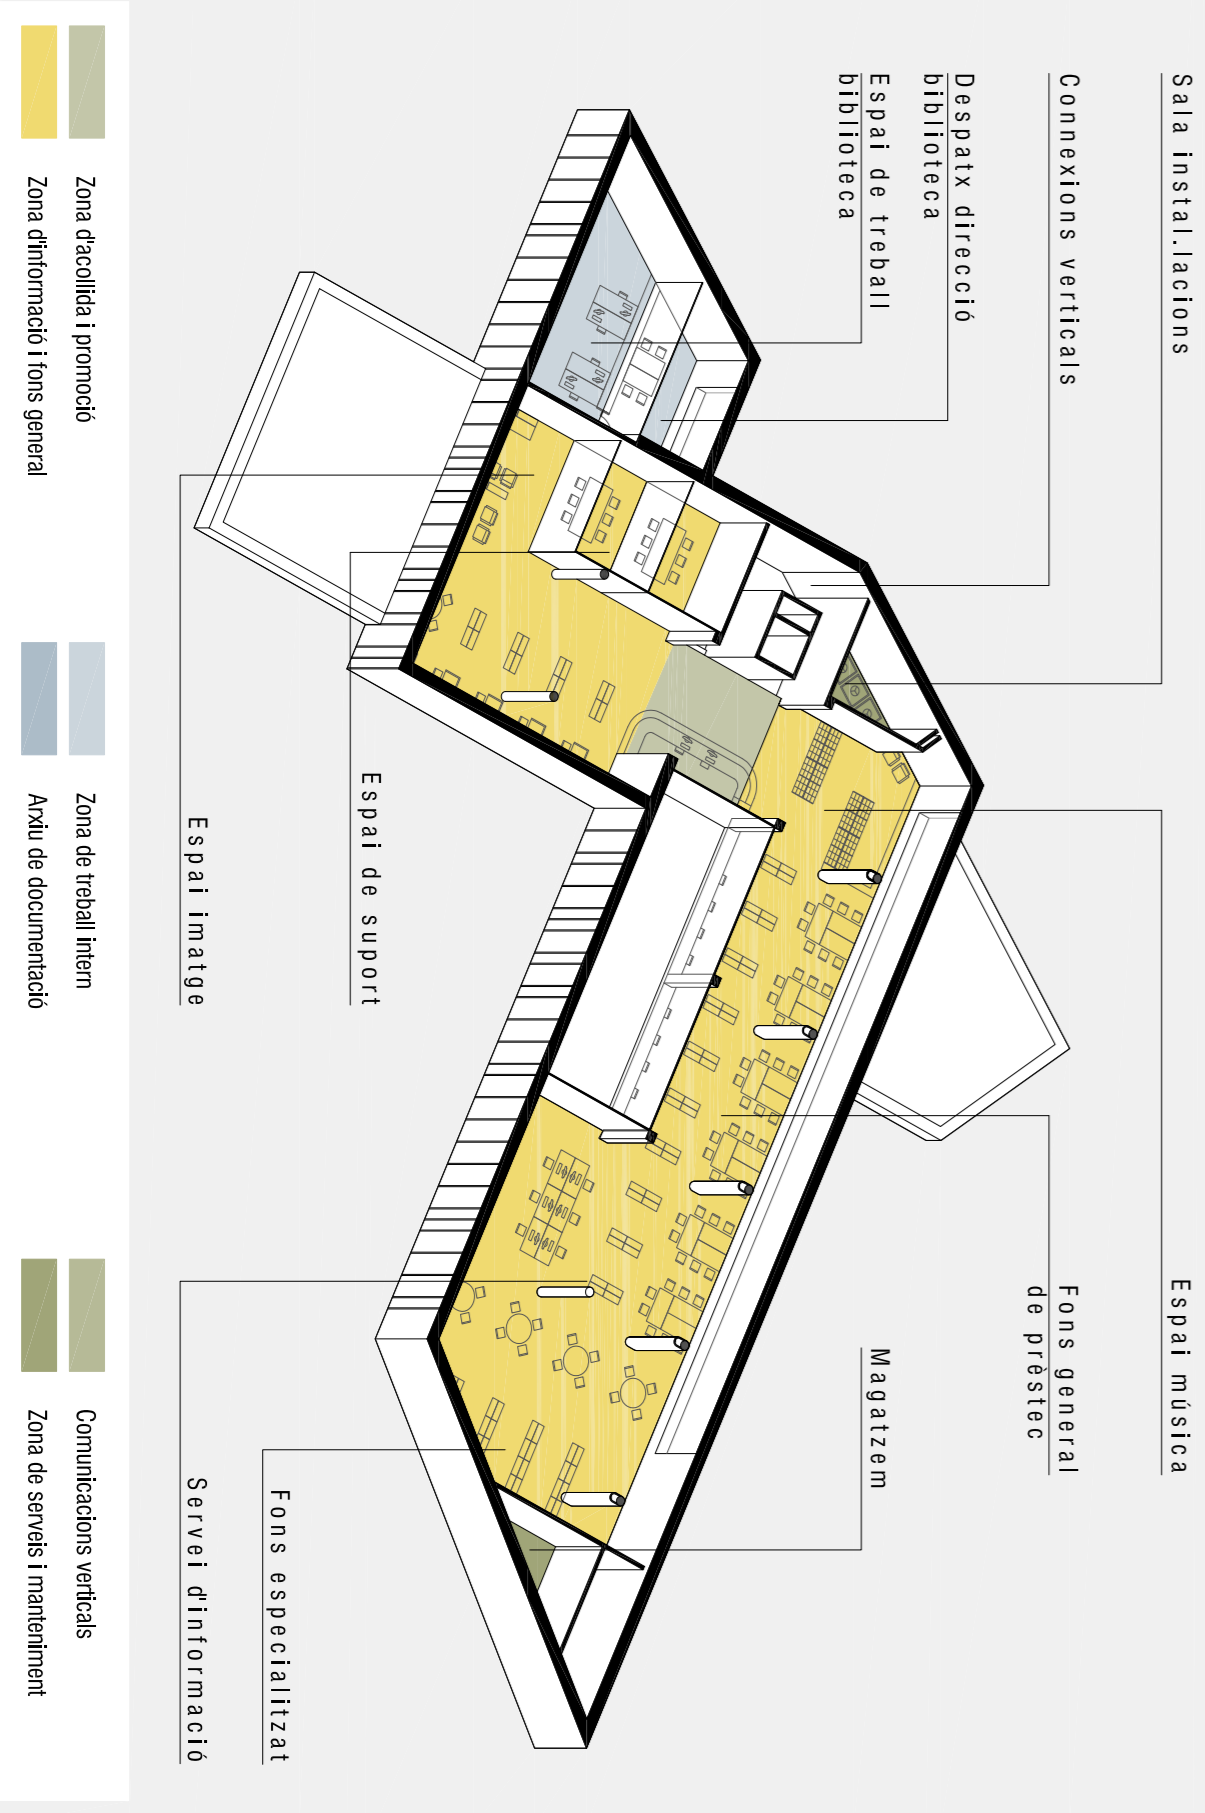 Sala instal.lacions
Connexions verticals
Despatx direcció
biblioteca
Espai de treball
biblioteca
Espai música
Fons general
de prèstec
Magatzem
Espai de suport
Espai imatge
Fons especialitzat
Servei d'informació
Zona d'acollida i promoció
Zona d'informació i fons general
Zona de treball intern
Arxiu de documentació
Comunicacions verticals
Zona de serveis i manteniment